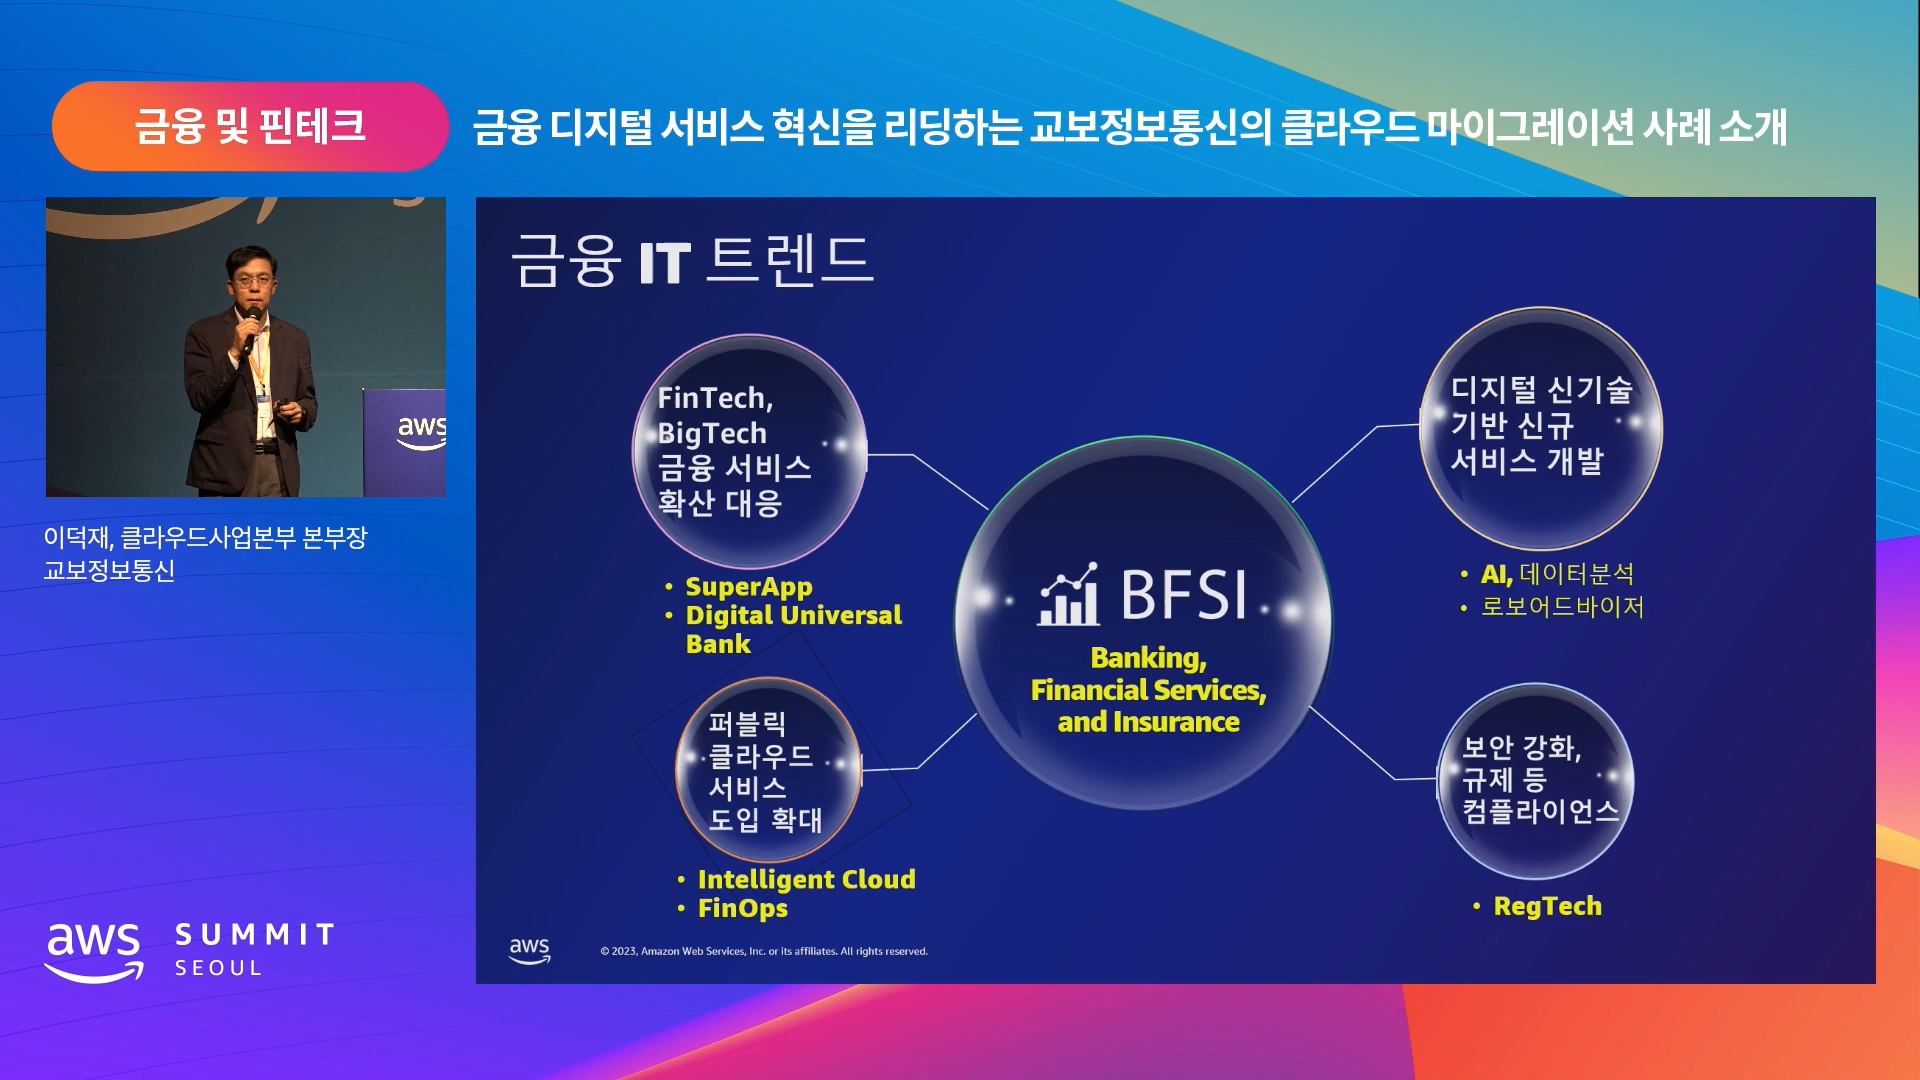 금융 및 핀테크
금융 디지털 서비스 혁신을 리딩하는 교보정보통신의 클라우드 마이그레이션 사례 소개
aws
이덕재, 클라우드사업본부 본부장
교보정보통신
금융 IT 트렌드
FinTech,
BigTech
금융 서비스
확산 대응
• SuperApp
• Digital Universal
Bank
디지털 신기술
기반 신규
서비스 개발
• AI, 데이터분석
• 로보어드바이저
BFSI
Banking,
Financial Services,
and Insurance
퍼블릭
클라우드
서비스
도입 확대
• Intelligent Cloud
• FinOps
보안 강화,
규제 등
컴플라이언스
• RegTech
aws
© 2023, Amazon Web Services, Inc. or its affiliates. All rights reserved.
aws SUMMIT
SEOUL